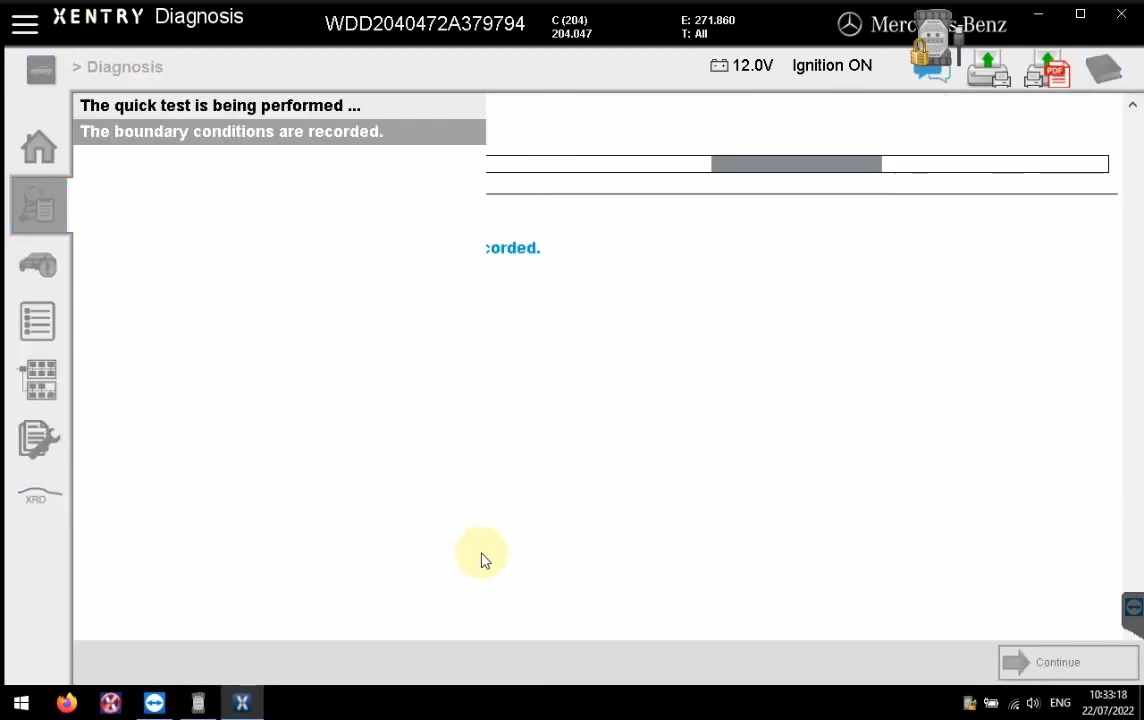 XENTRY Diagnosis
WDD2040472A379794
C (204)
204.047
E: 271.860
T: All
Mercedes-Benz
> Diagnosis
12.0V
Ignition ON
PDF
The quick test is being performed ...
The boundary conditions are recorded.
corded.
XRD
Continue
ENG
10:33:18
22/07/2022